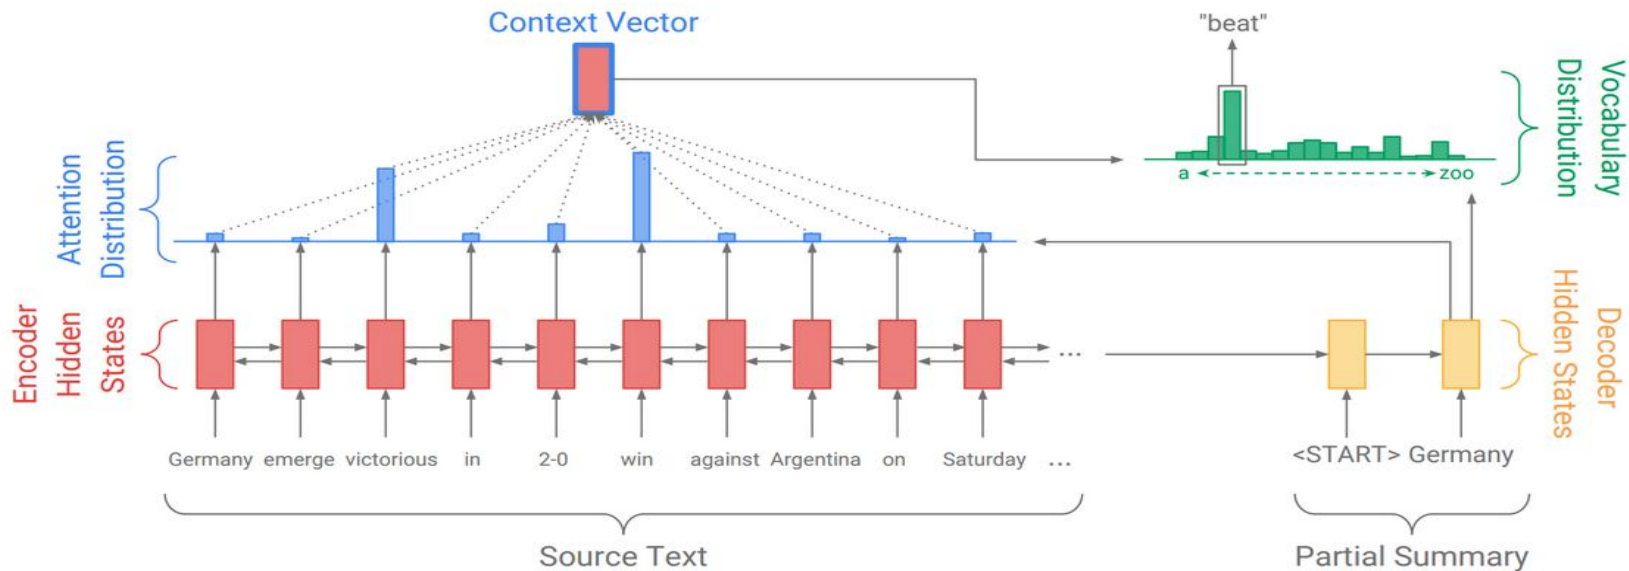 Context Vector
"beat"
Vocabulary
Distribution
a
zoo
Attention
Distribution
Encoder
Hidden
States
...
Decoder
Hidden States
Germany emerge victorious in 2-0 win against Argentina on Saturday ...
<START> Germany
Source Text
Partial Summary